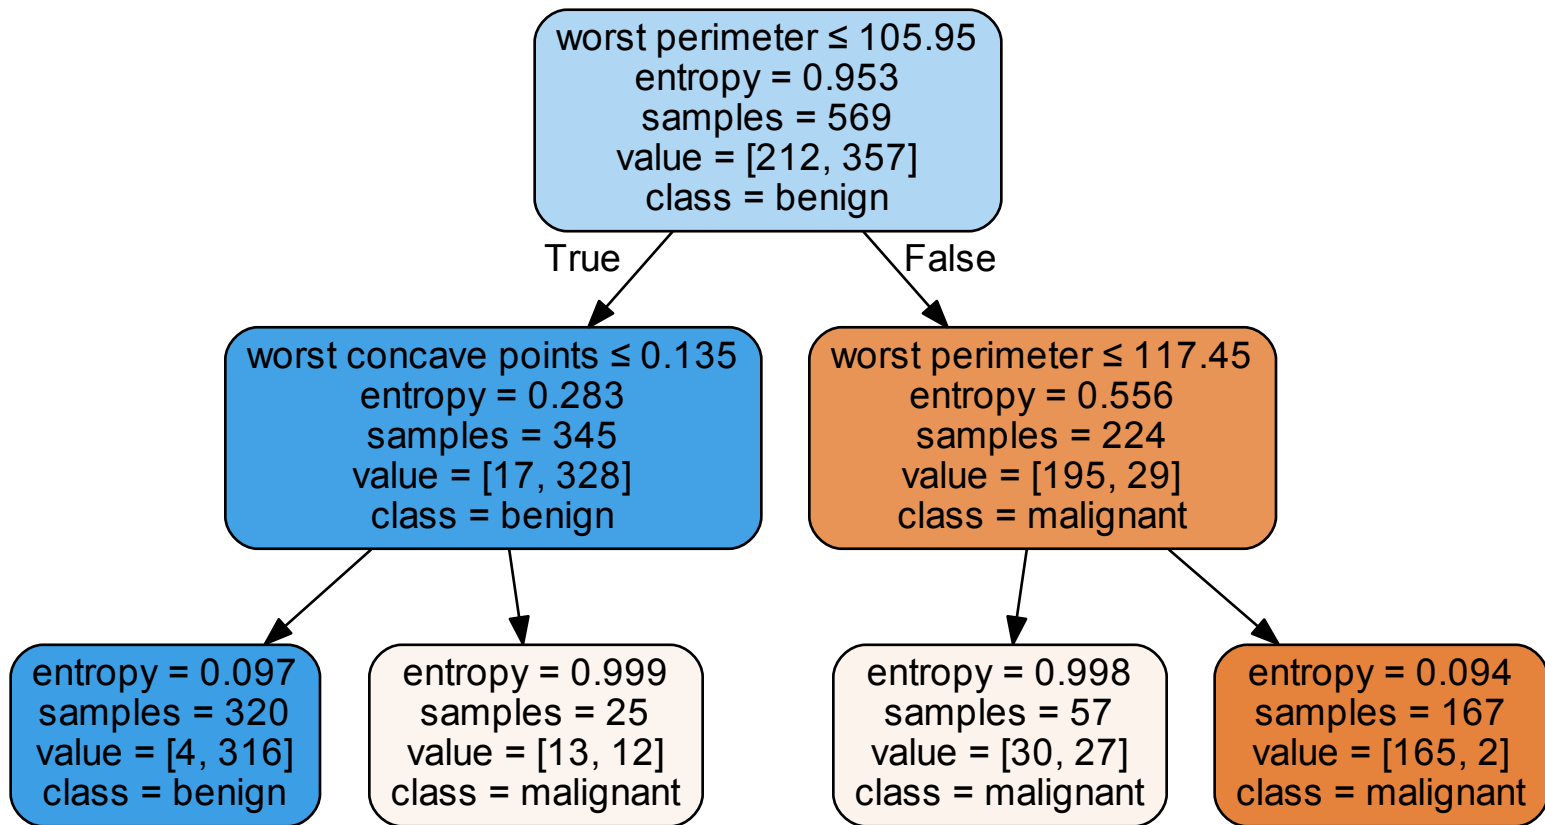 worst perimeter ≤ 105.95
entropy = 0.953
samples = 569
value = [212, 357]
class = benign
True
False
worst concave points ≤ 0.135
entropy = 0.283
samples = 345
value = [17, 328]
class = benign
worst perimeter ≤ 117.45
entropy = 0.556
samples = 224
value = [195, 29]
class = malignant
entropy = 0.097
samples = 320
value = [4, 316]
class = benign
entropy = 0.999
samples = 25
value = [13, 12]
class = malignant
entropy = 0.998
samples = 57
value = [30, 27]
class = malignant
entropy = 0.094
samples = 167
value = [165, 2]
class = malignant